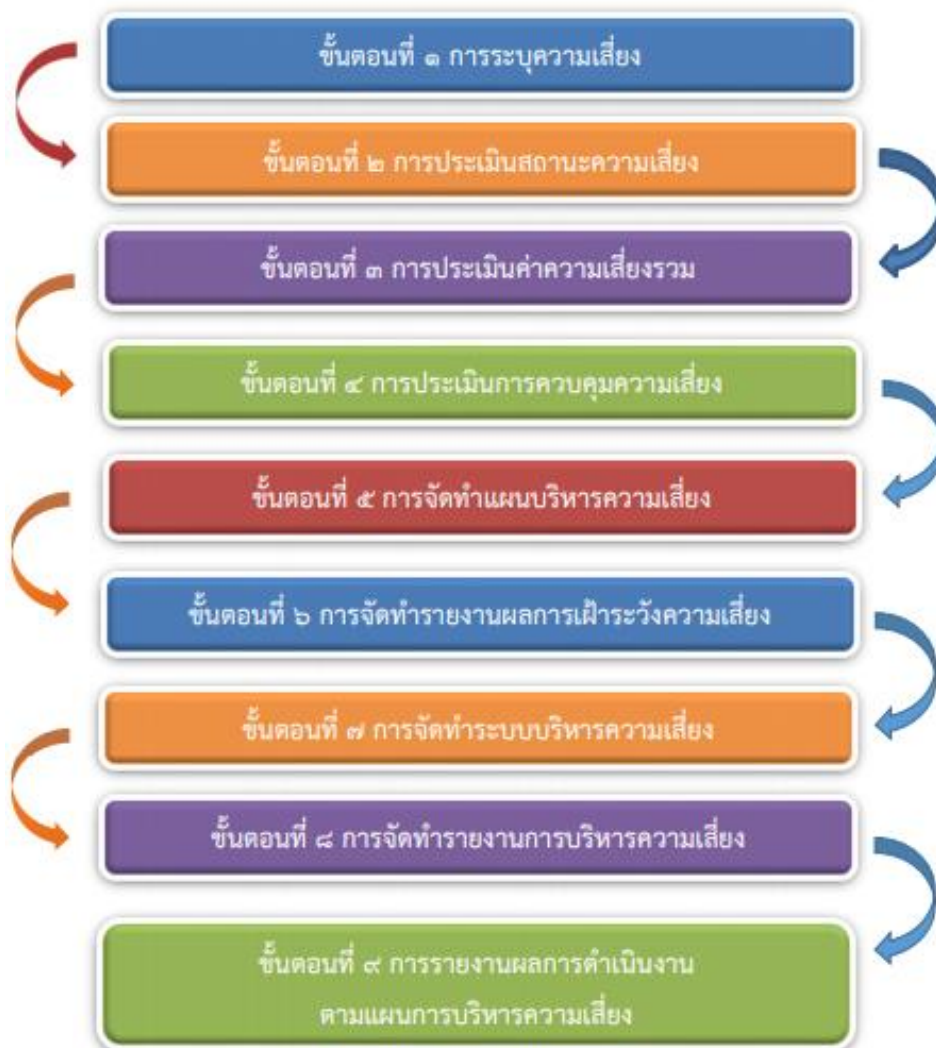 ขั้นตอนที่ ๑ การระบุความเสี่ยง
ขั้นตอนที่ ๒ การประเมินสถานะความเสี่ยง
ขั้นตอนที่ ๓ การประเมินค่าความเสี่ยงรวม
ขั้นตอนที่ ๔ การประเมินการควบคุมความเสี่ยง
ขั้นตอนที่ ๕ การจัดทำแผนบริหารความเสี่ยง
ขั้นตอนที่ ๖ การจัดทำรายงานผลการเฝ้าระวังความเสี่ยง
ขั้นตอนที่ ๗ การจัดทำระบบบริหารความเสี่ยง
ขั้นตอนที่ ๘ การจัดทำรายงานการบริหารความเสี่ยง
ขั้นตอนที่ ๙ การรายงานผลการดำเนินงาน
ตามแผนการบริหารความเสี่ยง